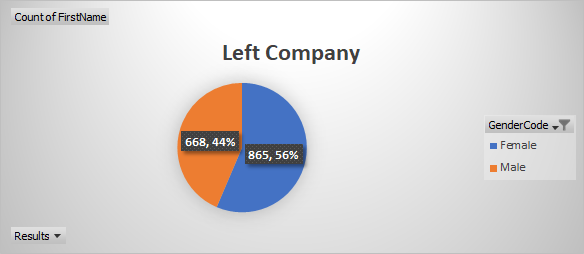 Count of FirstName
Left Company
668, 44%
865, 56%
GenderCode
Female
Male
Results